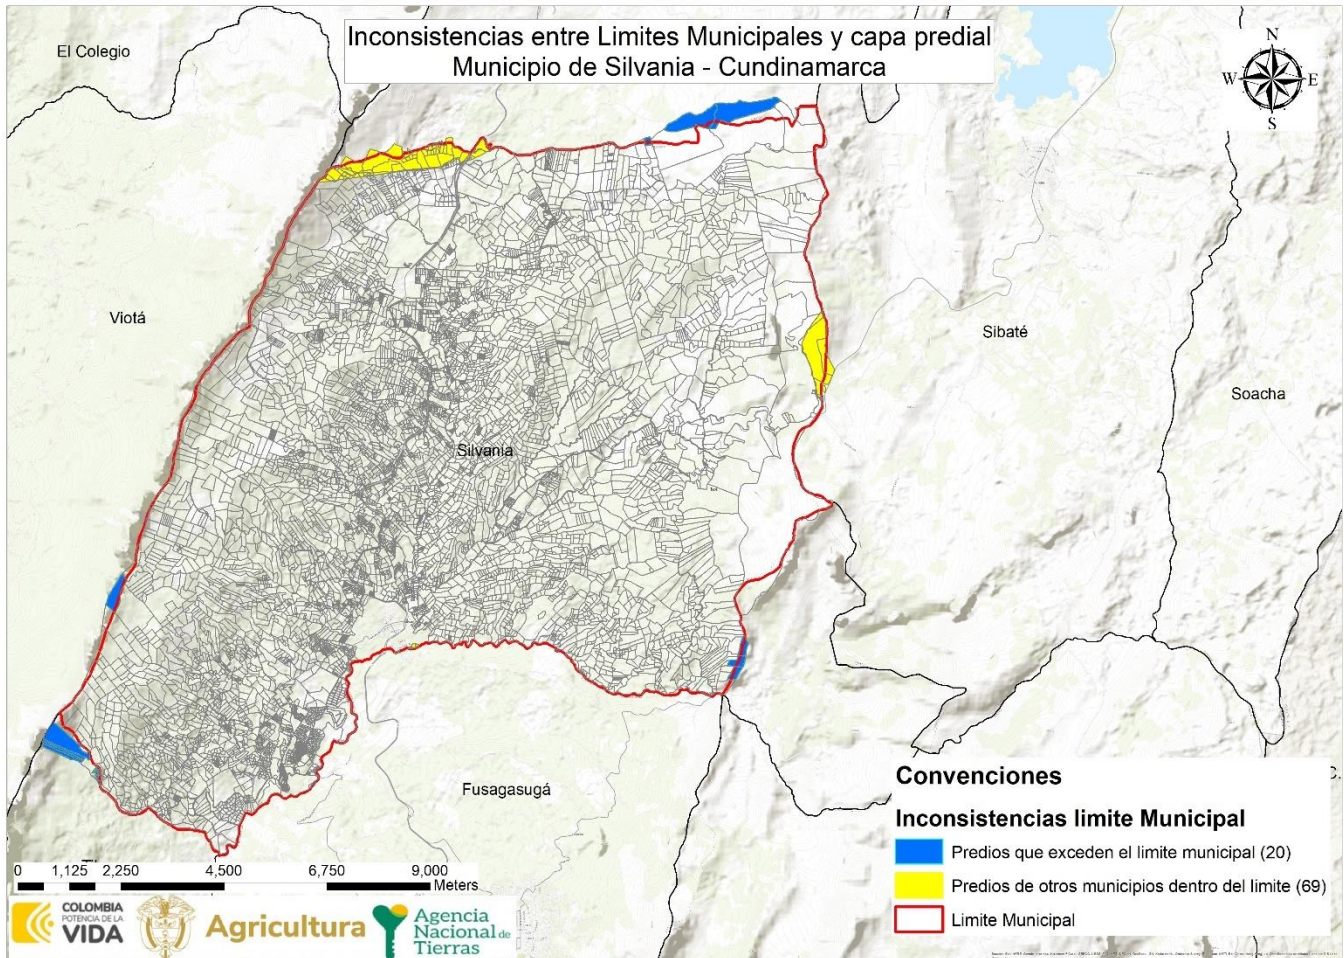 Inconsistencias entre Limites Municipales y capa predial
Municipio de Silvania - Cundinamarca
El Colegio
N
W
E
S
Viotá
Sibaté
Soacha
Silvania
Fusagasugá
Convenciones
Inconsistencias limite Municipal
Predios que exceden el limite municipal (20)
Predios de otros municipios dentro del limite (69)
Limite Municipal
0 1,125 2,250 4,500 6,750 9,000
Meters
COLOMBIA
POTENCIA DE LA
VIDA
Agricultura
Agencia
Nacional de
Tierras